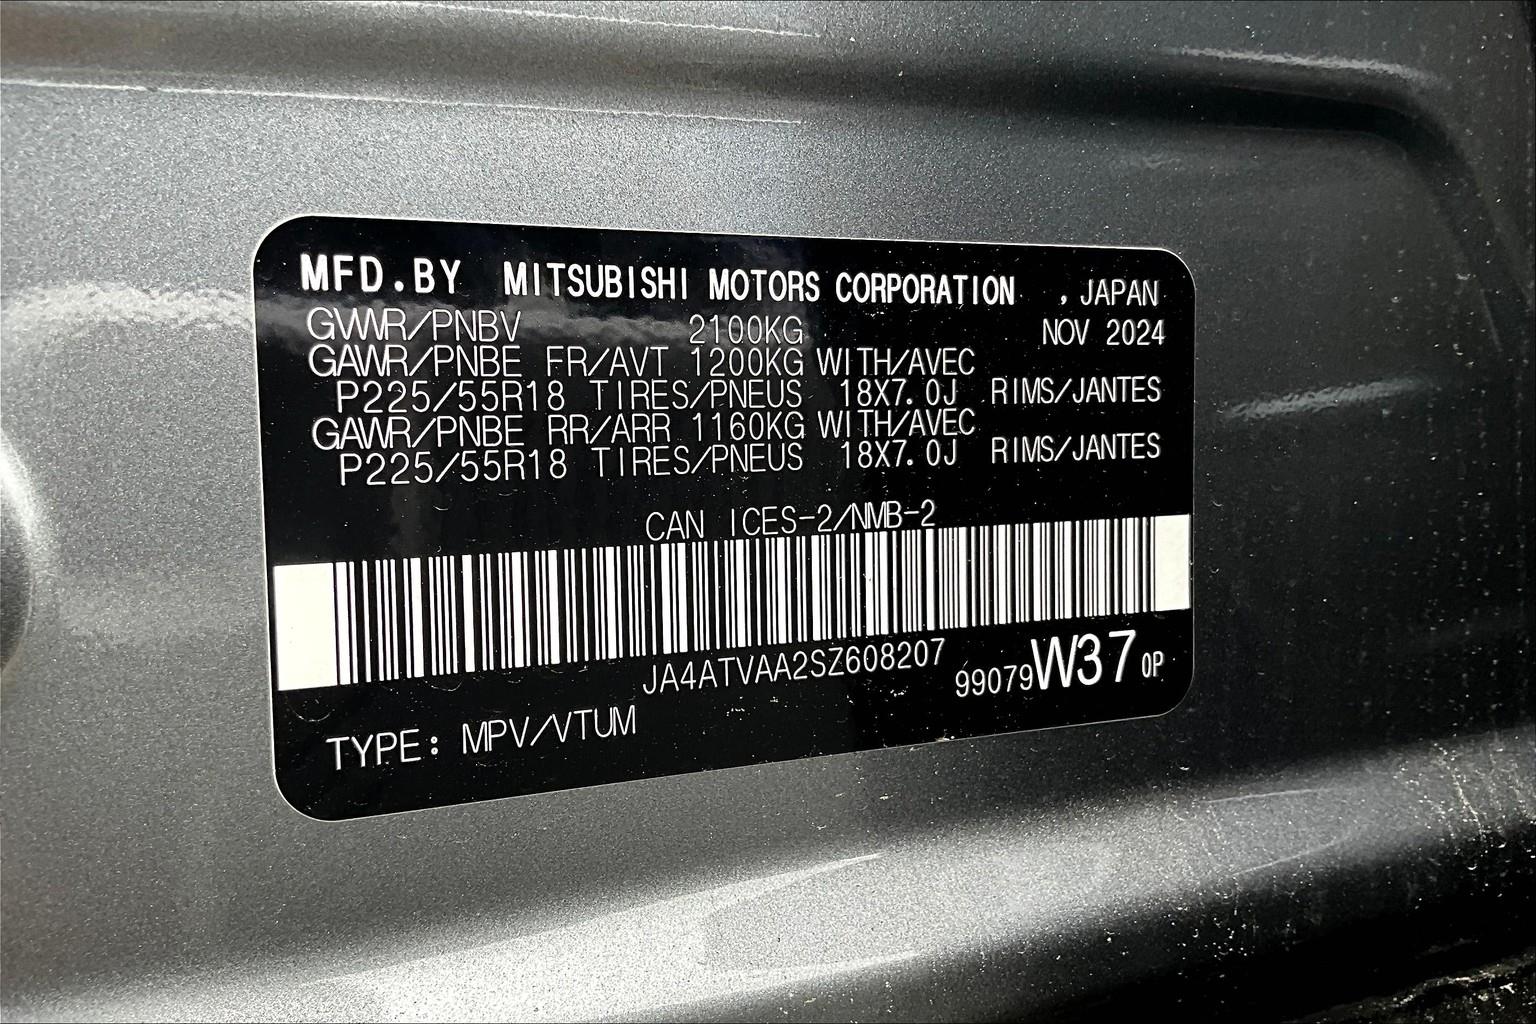 MFD.BY MITSUBISHI MOTORS CORPORATION , JAPAN
GVWR/PNBV 2100KG NOV 2024
GAWR/PNBE FR/AVT 1200KG WITH/AVEC
P225/55R18 TIRES/PNEUS 18X7.0J RIMS/JANTES
GAWR/PNBE RR/ARR 1160KG WITH/AVEC
P225/55R18 TIRES/PNEUS 18X7.0J RIMS/JANTES
CAN ICES-2/NMB-2
JA4ATVAA2SZ608207 99079W37 0P
TYPE: MPV/VTUM